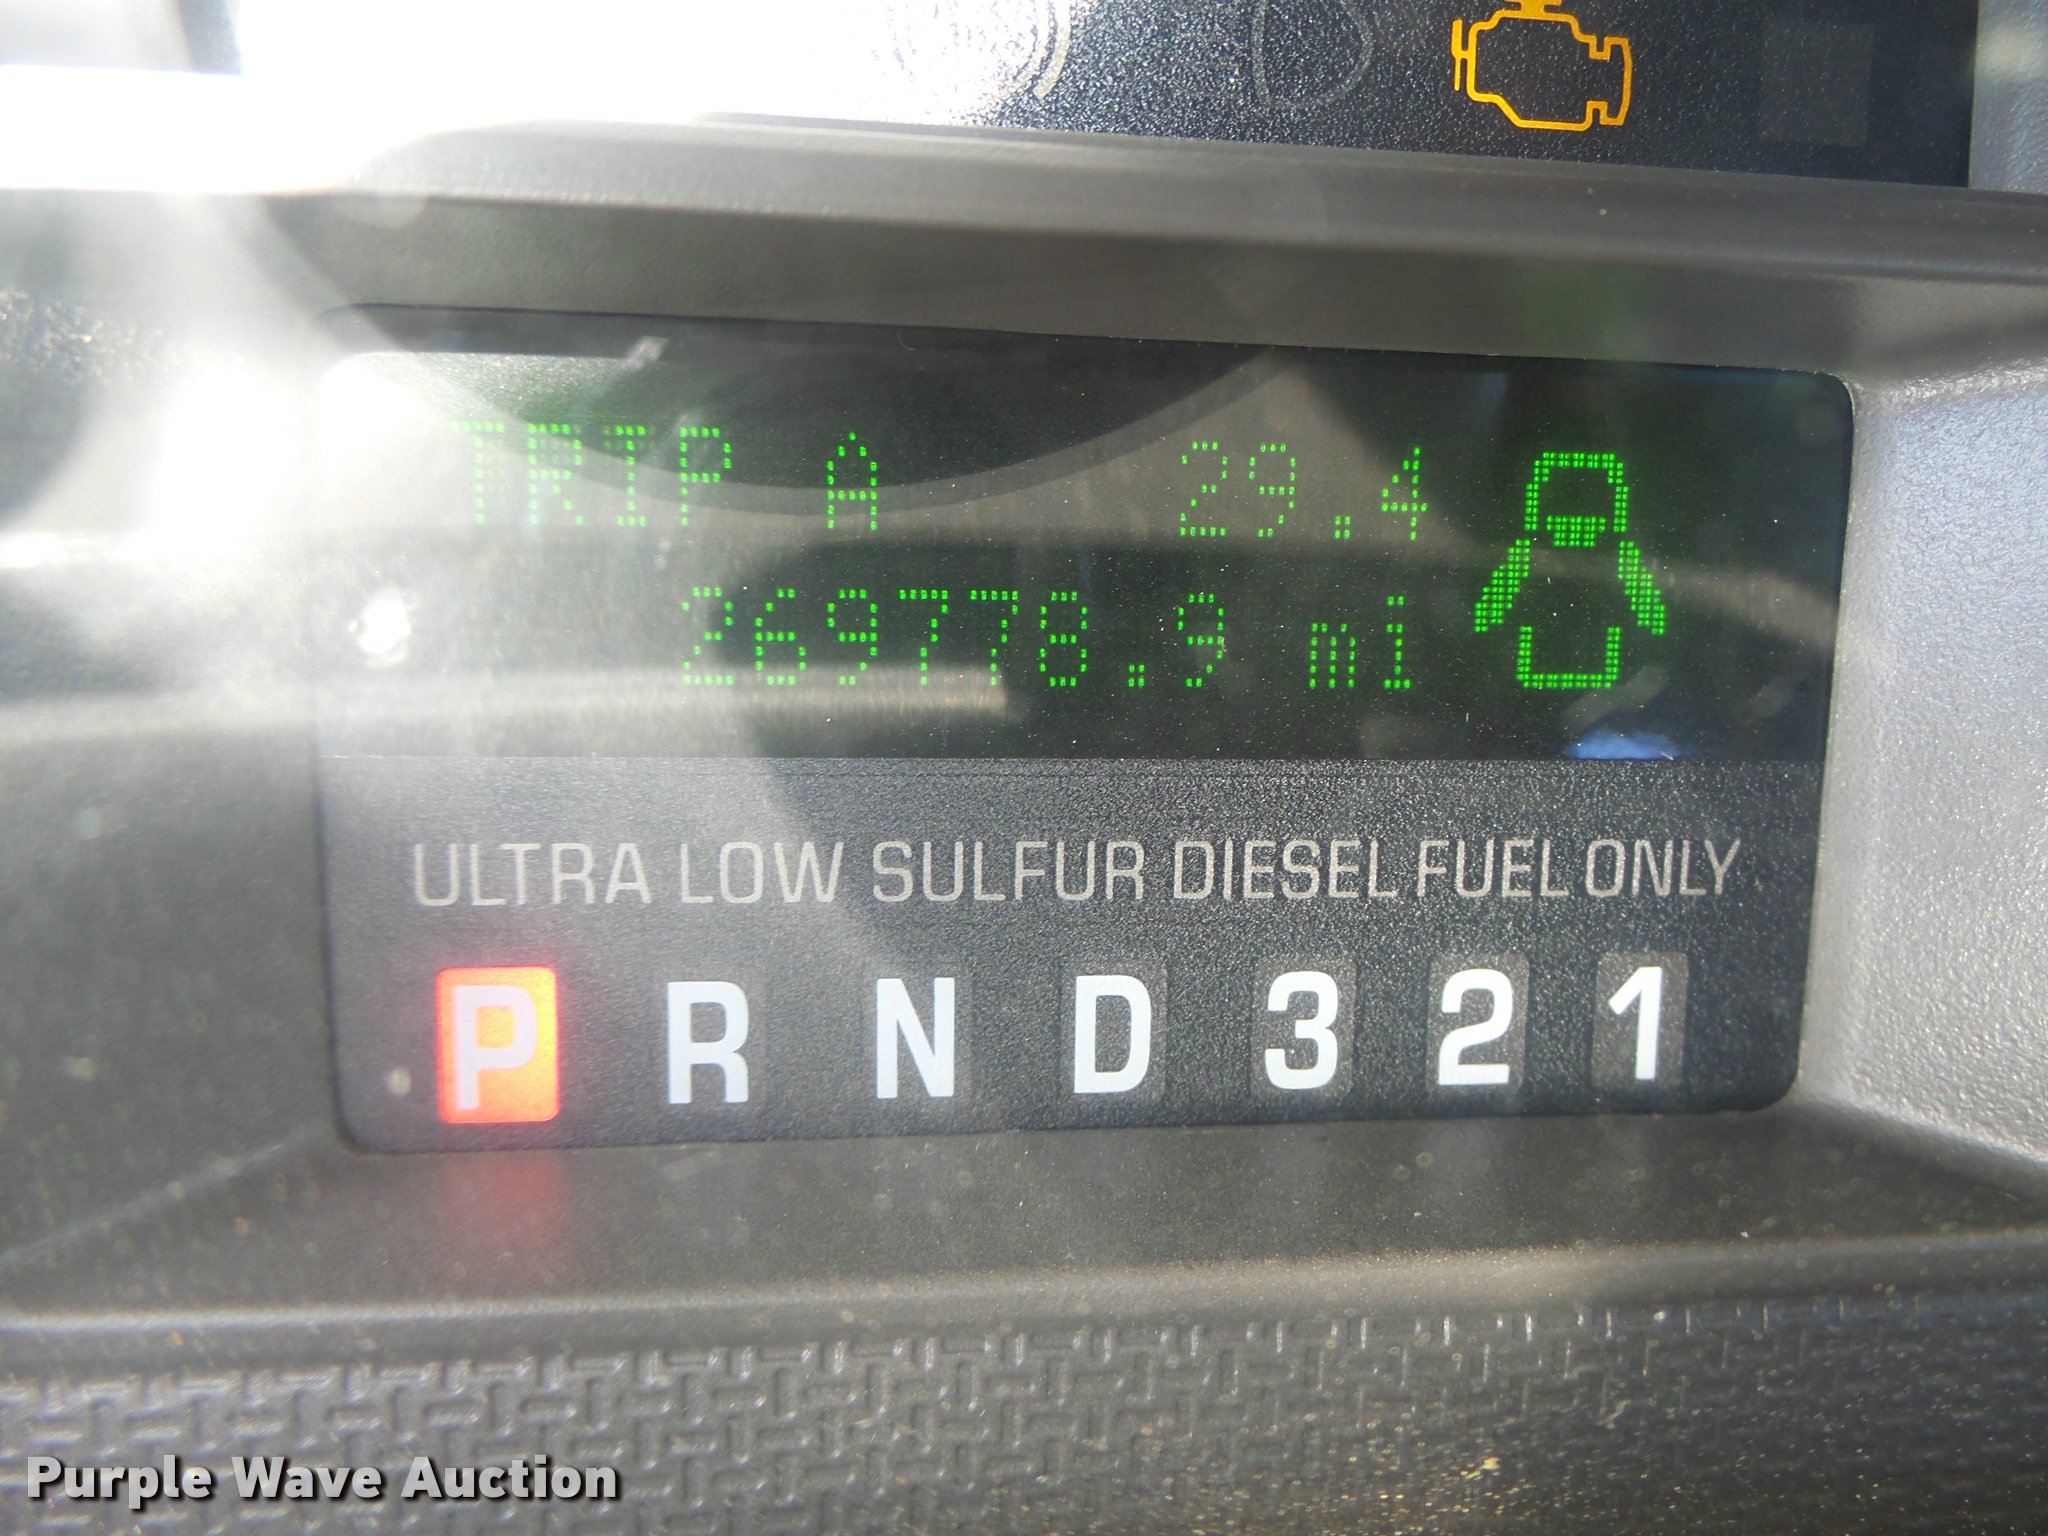 TRIP A 29.4
269778.9 mi
ULTRA LOW SULFUR DIESEL FUEL ONLY
P R N D 3 2 1
Purple Wave Auction